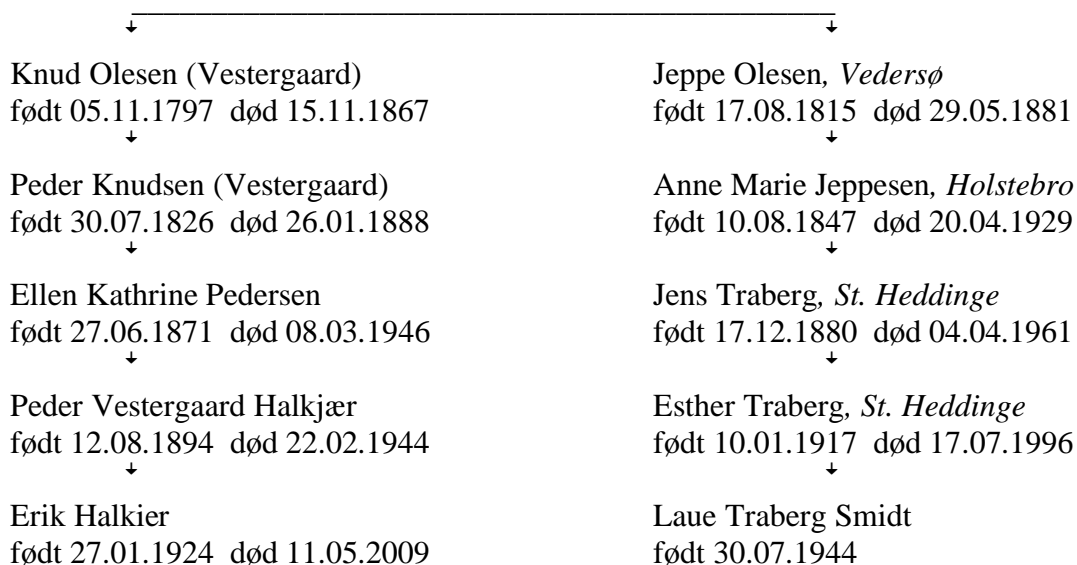 Knud Olesen (Vestergaard)
født 05.11.1797 død 15.11.1867
Peder Knudsen (Vestergaard)
født 30.07.1826 død 26.01.1888
Ellen Kathrine Pedersen
født 27.06.1871 død 08.03.1946
Peder Vestergaard Halkjær
født 12.08.1894 død 22.02.1944
Erik Halkier
født 27.01.1924 død 11.05.2009
Jeppe Olesen, Vedersø
født 17.08.1815 død 29.05.1881
Anne Marie Jeppesen, Holstebro
født 10.08.1847 død 20.04.1929
Jens Traberg, St. Heddinge
født 17.12.1880 død 04.04.1961
Esther Traberg, St. Heddinge
født 10.01.1917 død 17.07.1996
Laue Traberg Smidt
født 30.07.1944